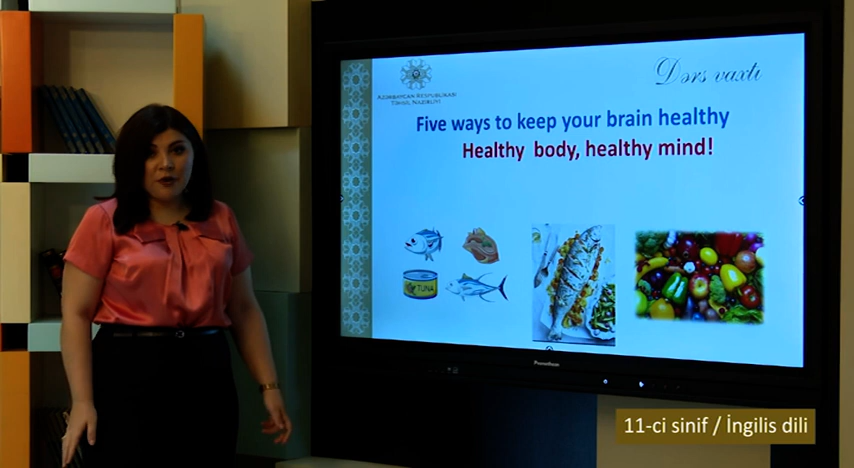 Dərs vaxtı
AZƏRBAYCAN RESPUBLİKASI
TƏHSİL NAZİRLİYİ
Five ways to keep your brain healthy
Healthy body, healthy mind!
TUNA
Promethean
11-ci sinif / İngilis dili